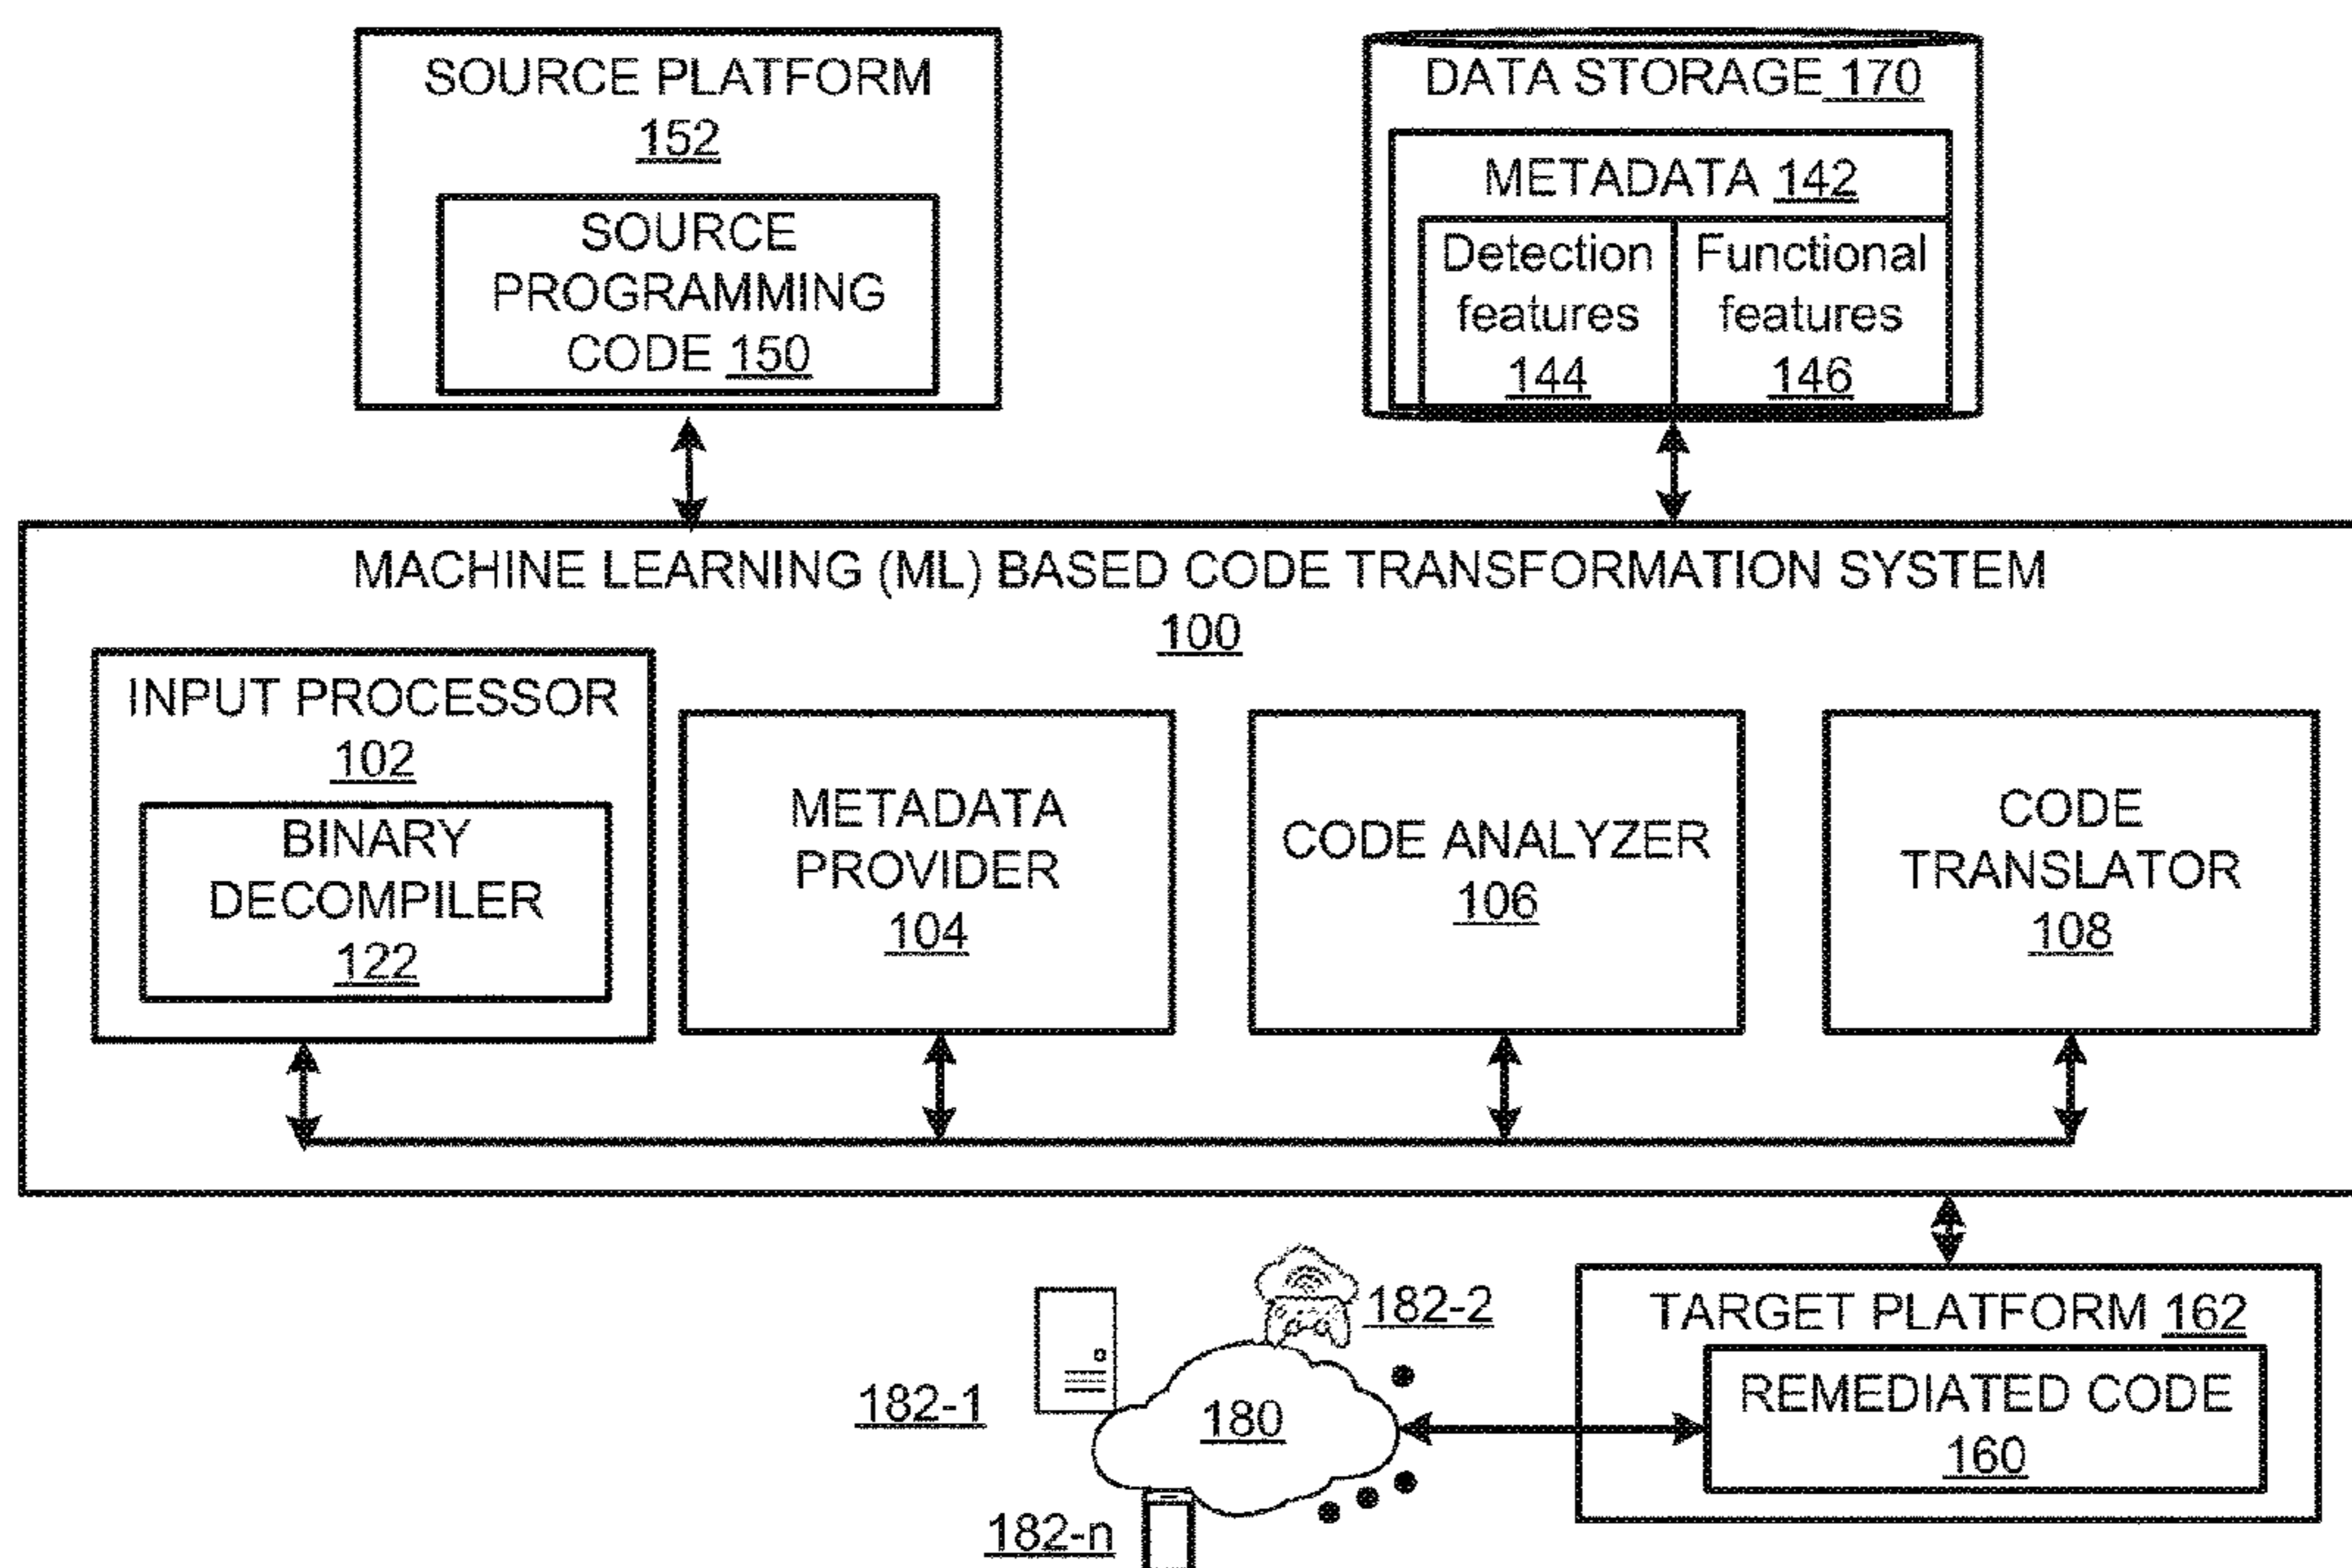 SOURCE PLATFORM
152
SOURCE
PROGRAMMING
CODE 150
DATA STORAGE 170
METADATA 142
Detection
features
144
Functional
features
146
MACHINE LEARNING (ML) BASED CODE TRANSFORMATION SYSTEM
100
INPUT PROCESSOR
102
BINARY
DECOMPILER
122
METADATA
PROVIDER
104
CODE ANALYZER
106
CODE
TRANSLATOR
108
182-2
182-1
180
182-n
TARGET PLATFORM 162
REMEDIATED CODE
160